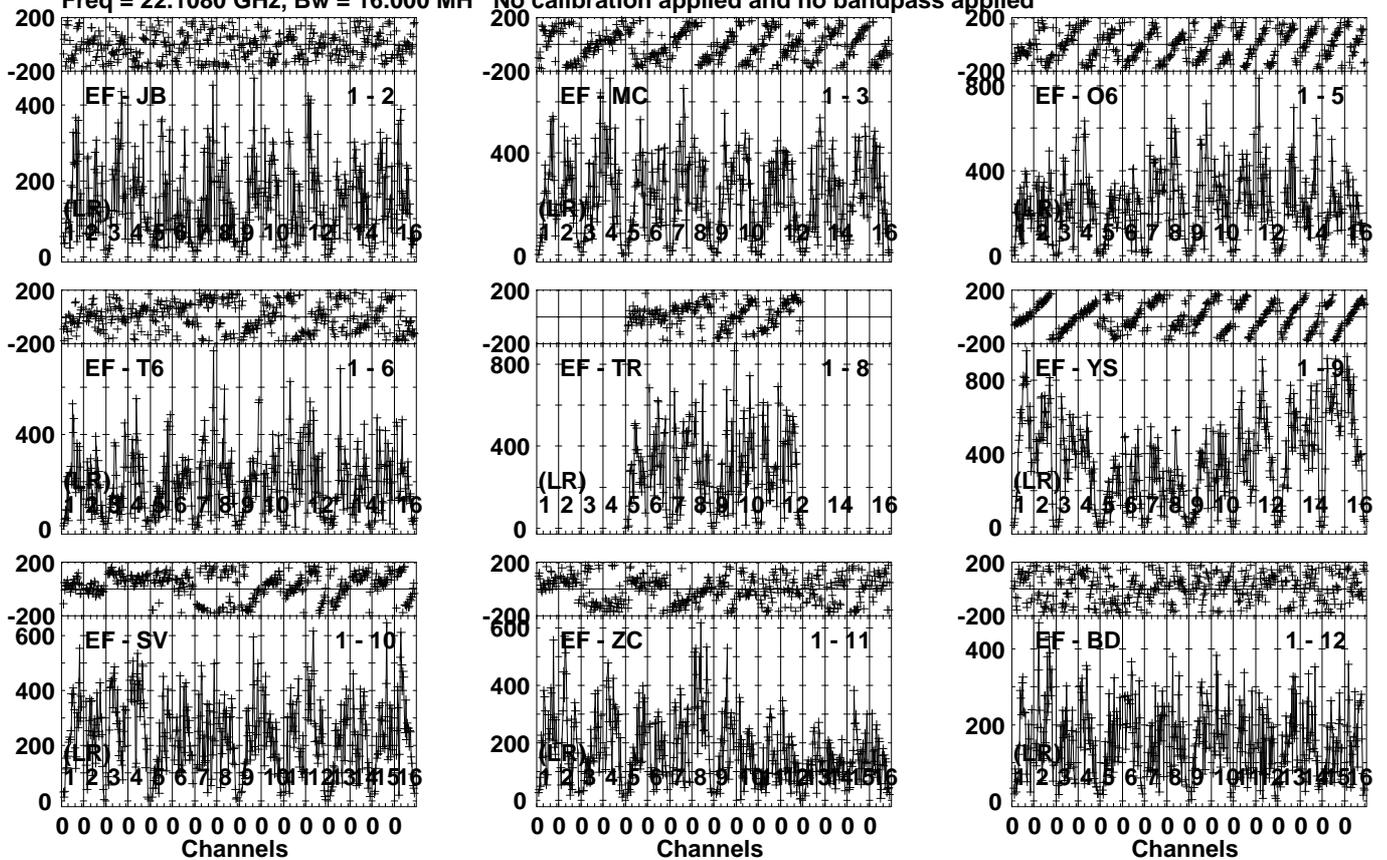 Freq = 22.1080 GHz, Bw = 16.000 MH No calibration applied and no bandpass applied
200
-200
EF - JB 1 - 2
400
200
0
(LR)
1 2 3 4 5 6 7 8 9 10 12 14 16
200
-200
EF - MC 1 - 3
400
0
(LR)
1 2 3 4 5 6 7 8 9 10 12 14 16
200
-200
800
EF - O6 1 - 5
400
0
(LR)
1 2 3 4 5 6 7 8 9 10 12 14 16
200
-200
EF - T6 1 - 6
400
0
(LR)
1 2 3 4 5 6 7 8 9 10 12 14 16
200
-200
800
EF - TR 1 - 8
400
0
(LR)
1 2 3 4 5 6 7 8 9 10 12 14 16
200
-200
800
EF - YS 1 - 9
400
200
0
(LR)
1 2 3 4 5 6 7 8 9 10 12 14 16
200
-200
600
EF - SV 1 - 10
400
200
0
(LR)
1 2 3 4 5 6 7 8 9 10 11 12 13 14 15 16
200
-200
600
EF - ZC 1 - 11
400
200
0
(LR)
1 2 3 4 5 6 7 8 9 10 11 12 13 14 15 16
200
-200
EF - BD 1 - 12
400
200
0
(LR)
1 2 3 4 5 6 7 8 9 10 11 12 13 14 15 16
0 0 0 0 0 0 0 0 0 0 0 0 0 0 0 0
Channels
0 0 0 0 0 0 0 0 0 0 0 0 0 0 0 0
Channels
0 0 0 0 0 0 0 0 0 0 0 0 0 0 0 0
Channels